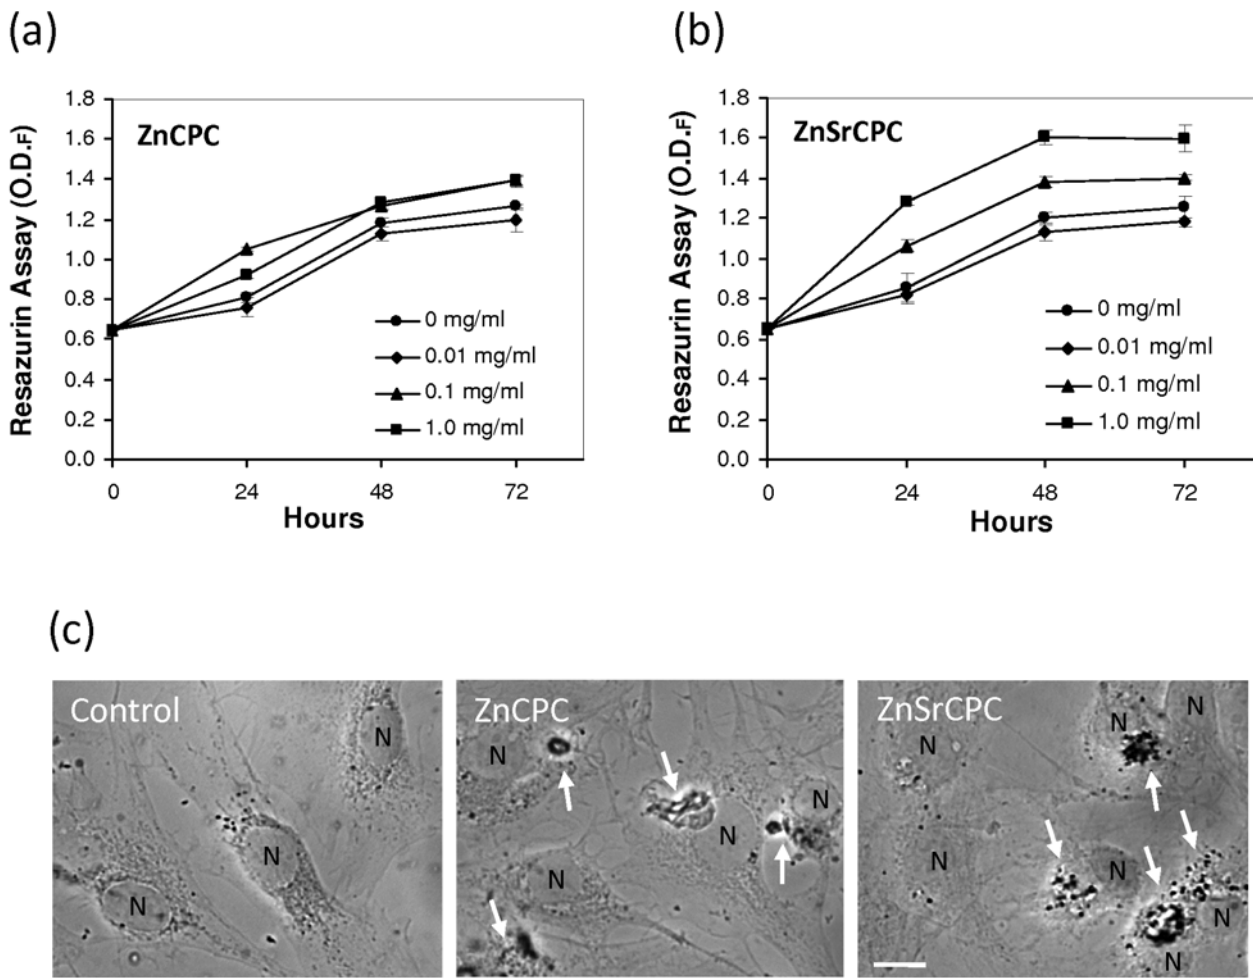 (a)
(b)
Resazurin Assay (O.D.F)
1.8
1.6
1.4
1.2
1.0
0.8
0.6
0.4
0.2
0.0
ZnCPC
0 mg/ml
0.01 mg/ml
0.1 mg/ml
1.0 mg/ml
0 24 48 72
Hours
Resazurin Assay (O.D.F)
1.8
1.6
1.4
1.2
1.0
0.8
0.6
0.4
0.2
0.0
ZnSrCPC
0 mg/ml
0.01 mg/ml
0.1 mg/ml
1.0 mg/ml
0 24 48 72
Hours
(c)
Control
N
N
N
ZnCPC
N
N
N
N
ZnSrCPC
N
N
N
N
N
N
N